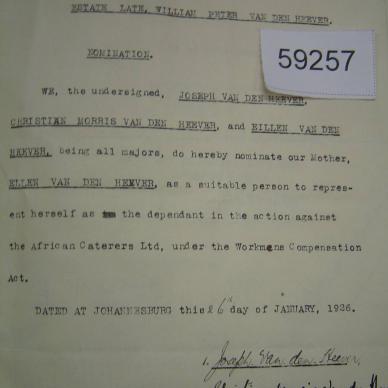 ESTATE LATE, WILLIAM PETER VAN DEN HEEVER.
59257
NOMINATION.
WE, the undersigned, JOSEPH VAN DEN HEEVER,
CHRISTIAN MORRIS VAN DEN HEEVER, and EILLEN VAN DEN
HEEVER, being all majors, do hereby nominate our Mother,
ELLEN VAN DEN HEEVER, as a suitable person to repres-
ent herself as the dependant in the action against
the African Caterers Ltd, under the Workmens Compensation
Act.
DATED AT JOHANNESBURG this 26th day of JANUARY, 1926.
1. Joseph Van den Heever.